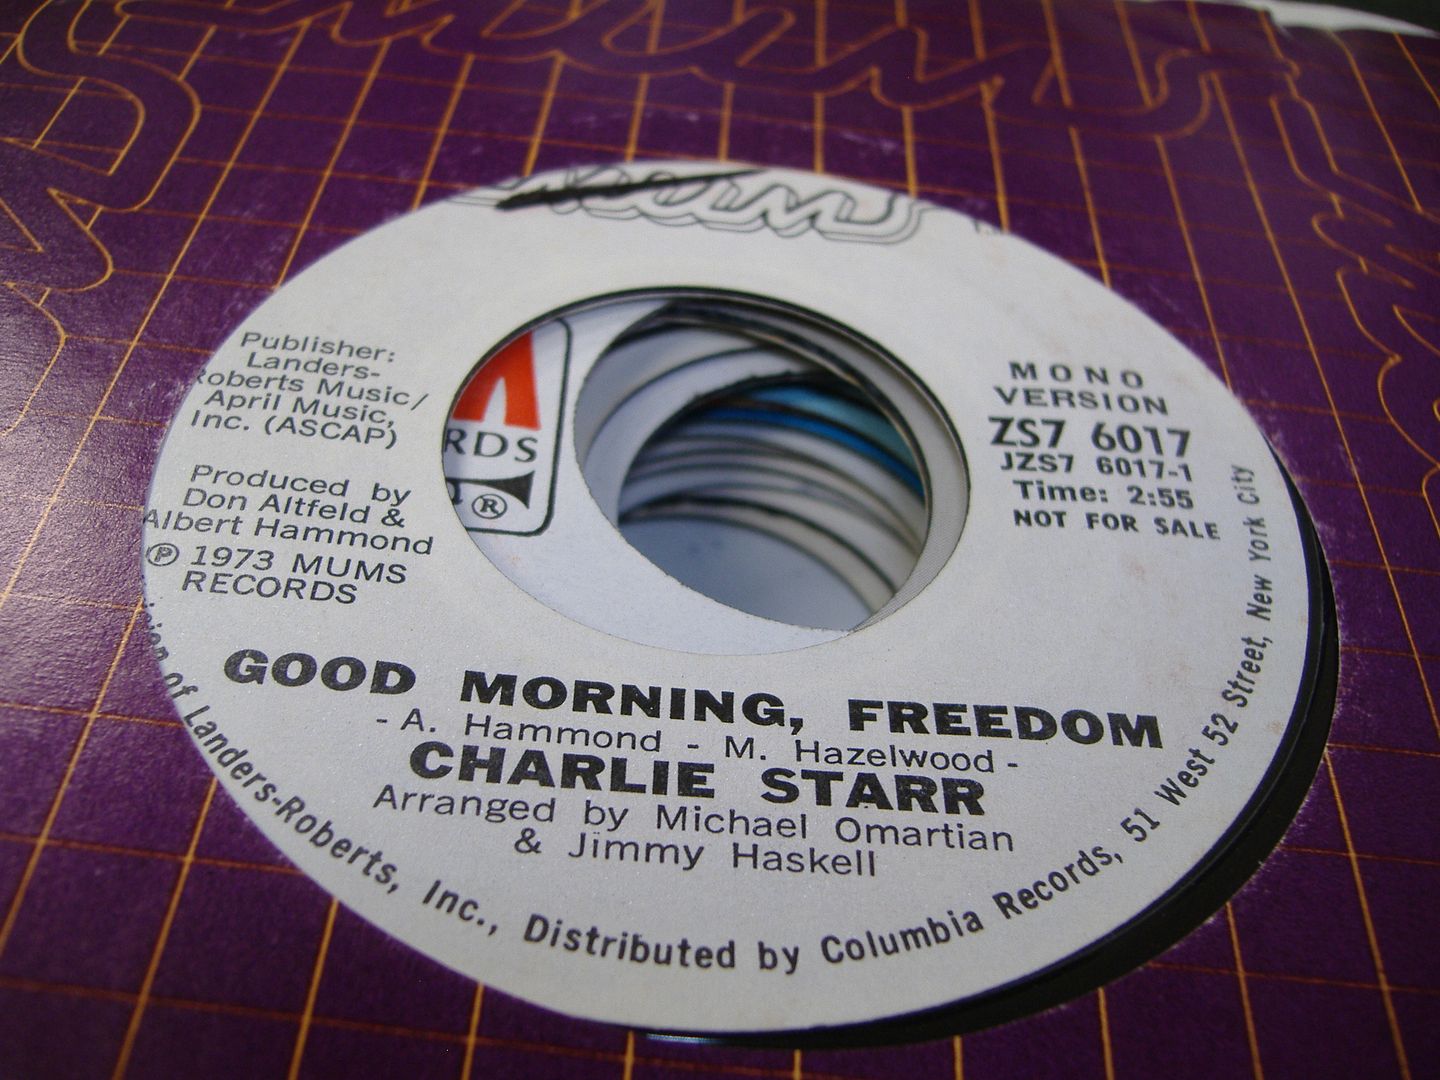 mums
Publisher:
Landers-
Roberts Music/
April Music,
Inc. (ASCAP)
Produced by
Don Altfeld &
Albert Hammond
℗ 1973 MUMS
RECORDS
RDS
®
MONO
VERSION
ZS7 6017
JZS7 6017-1
Time: 2:55
NOT FOR SALE
GOOD MORNING, FREEDOM
- A. Hammond - M. Hazelwood -
CHARLIE STARR
Arranged by Michael Omartian
& Jimmy Haskell
of Landers-Roberts, Inc., Distributed by Columbia Records, 51 West 52 Street, New York City